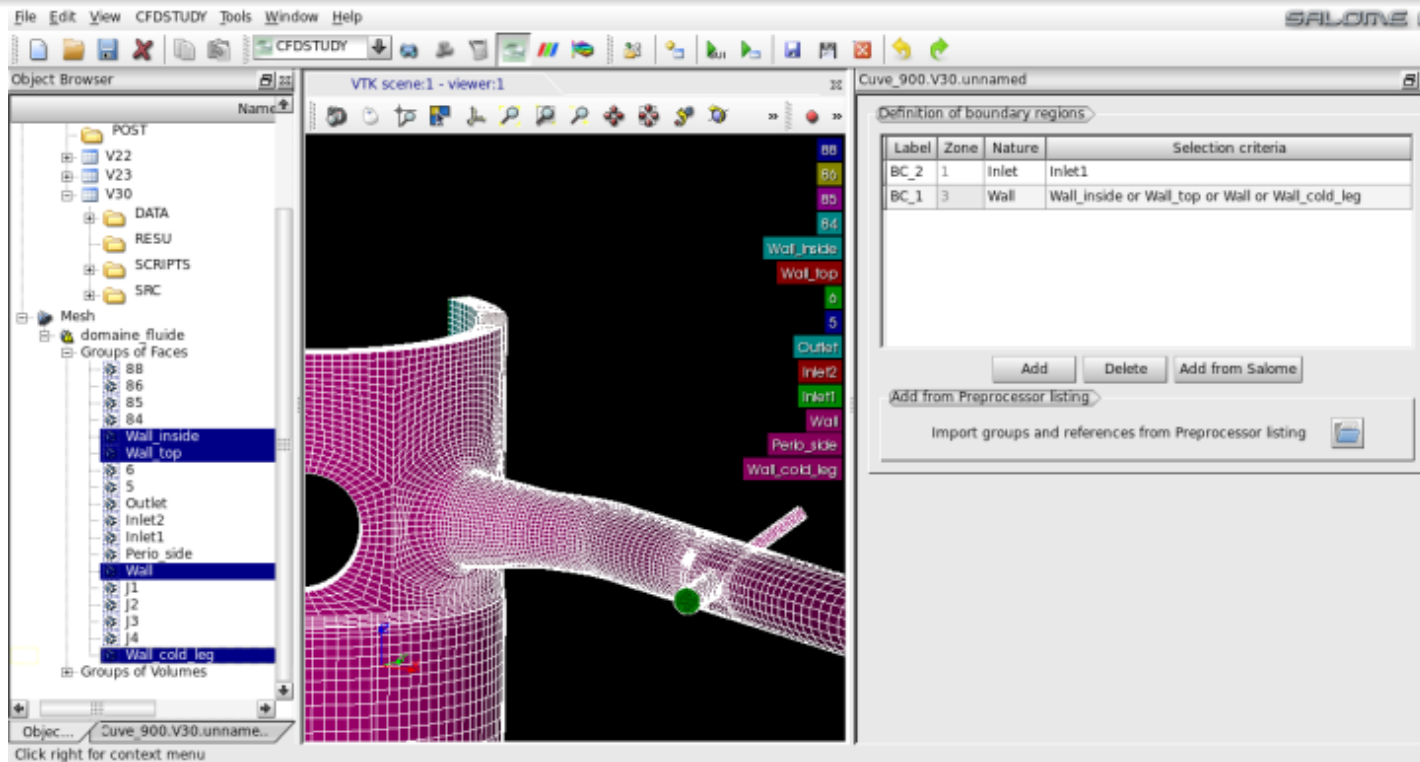 File Edit View CFDSTUDY Tools Window Help
SALOME
CFDSTUDY
Object Browser
Name
POST
V22
V23
V30
DATA
RESU
SCRIPTS
SRC
Mesh
domaine_fluide
Groups of Faces
88
86
85
84
Wall_inside
Wall_top
6
5
Outlet
Inlet2
Inlet1
Perio_side
Wall
J1
J2
J3
J4
Wall_cold_leg
Groups of Volumes
Objec...
Cuve_900.V30.unname..
Click right for context menu
VTK scene:1 - viewer:1
88
86
85
84
Wall_inside
Wall_top
6
5
Outlet
Inlet2
Inlet1
Wall
Perio_side
Wall_cold_leg
Cuve_900.V30.unnamed
Definition of boundary regions
Label Zone Nature Selection criteria
BC_2 1 Inlet Inlet1
BC_1 3 Wall Wall_inside or Wall_top or Wall or Wall_cold_leg
Add Delete Add from Salome
Add from Preprocessor listing
Import groups and references from Preprocessor listing